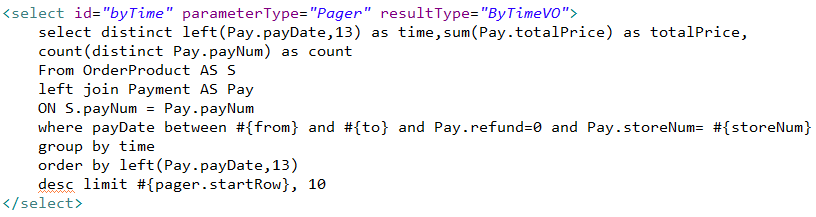 <select id="byTime" parameterType="Pager" resultType="ByTimeVO">
select distinct left(Pay.payDate,13) as time,sum(Pay.totalPrice) as totalPrice,
count(distinct Pay.payNum) as count
From OrderProduct AS S
left join Payment AS Pay
ON S.payNum = Pay.payNum
where payDate between #{from} and #{to} and Pay.refund=0 and Pay.storeNum= #{storeNum}
group by time
order by left(Pay.payDate,13)
desc limit #{pager.startRow}, 10
</select>